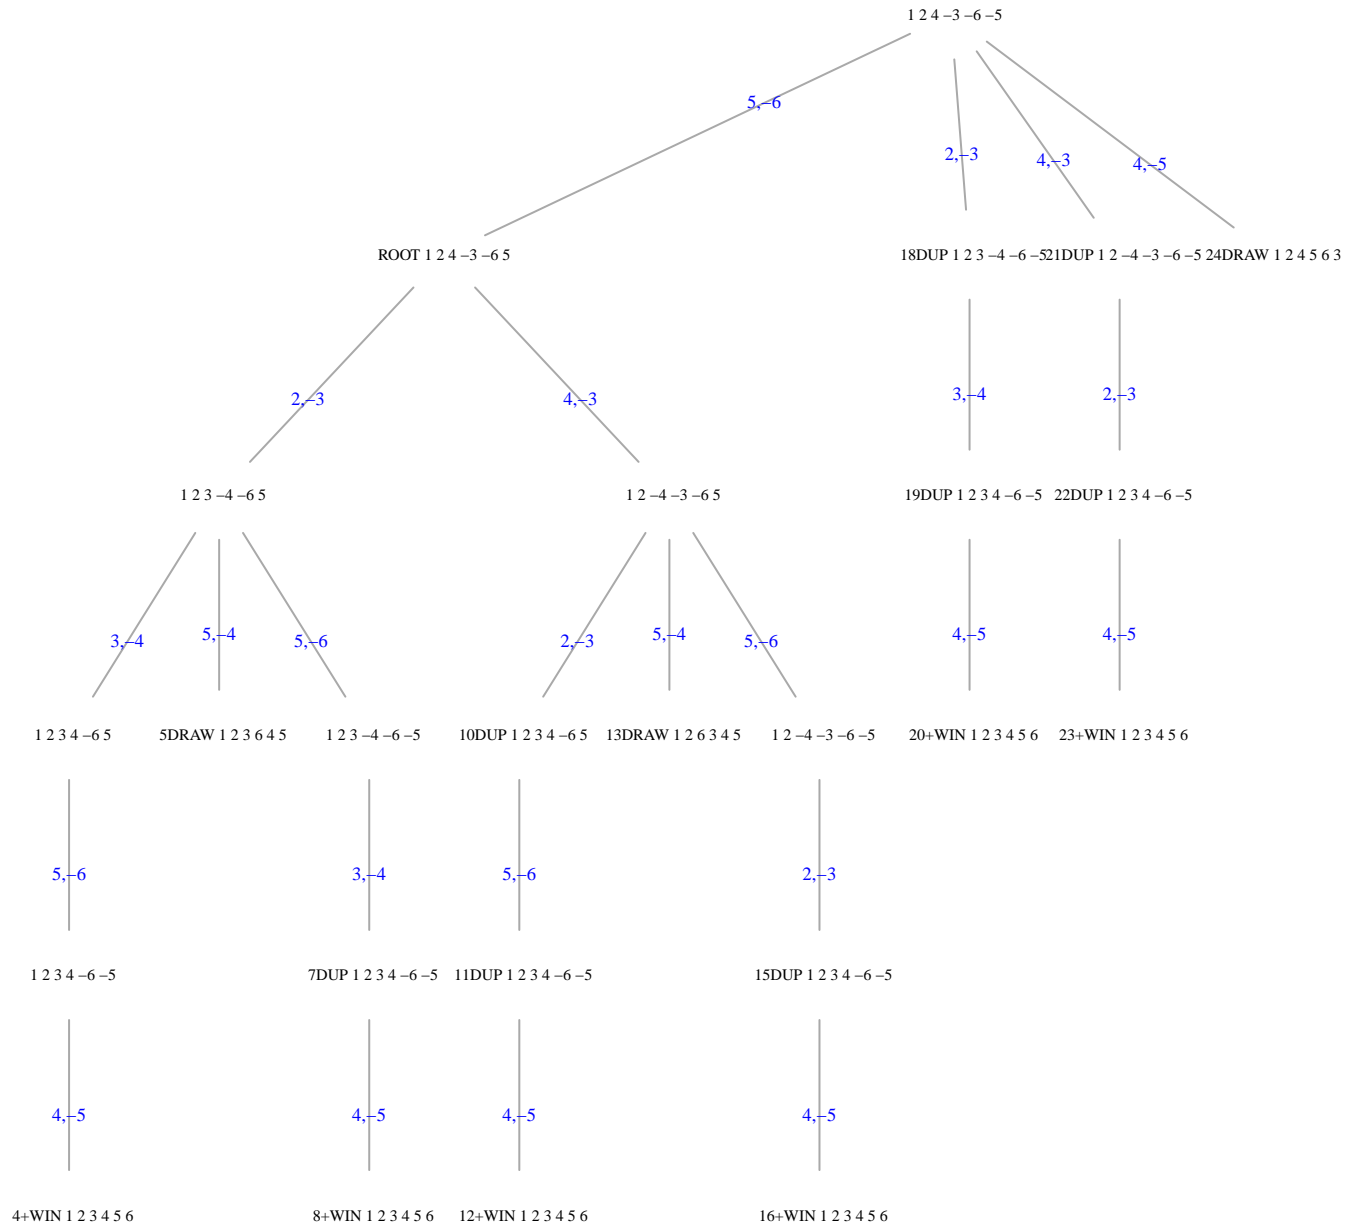 1 2 4 −3 −6 −5
5,−6
2,−3
4,−3
4,−5
ROOT 1 2 4 −3 −6 5
18DUP 1 2 3 −4 −6 −5
21DUP 1 2 −4 −3 −6 −5
24DRAW 1 2 4 5 6 3
2,−3
4,−3
3,−4
2,−3
1 2 3 −4 −6 5
1 2 −4 −3 −6 5
19DUP 1 2 3 4 −6 −5
22DUP 1 2 3 4 −6 −5
3,−4
5,−4
5,−6
2,−3
5,−4
5,−6
4,−5
4,−5
1 2 3 4 −6 5
5DRAW 1 2 3 6 4 5
1 2 3 −4 −6 −5
10DUP 1 2 3 4 −6 5
13DRAW 1 2 6 3 4 5
1 2 −4 −3 −6 −5
20+WIN 1 2 3 4 5 6
23+WIN 1 2 3 4 5 6
5,−6
3,−4
5,−6
2,−3
1 2 3 4 −6 −5
7DUP 1 2 3 4 −6 −5
11DUP 1 2 3 4 −6 −5
15DUP 1 2 3 4 −6 −5
4,−5
4,−5
4,−5
4,−5
4+WIN 1 2 3 4 5 6
8+WIN 1 2 3 4 5 6
12+WIN 1 2 3 4 5 6
16+WIN 1 2 3 4 5 6